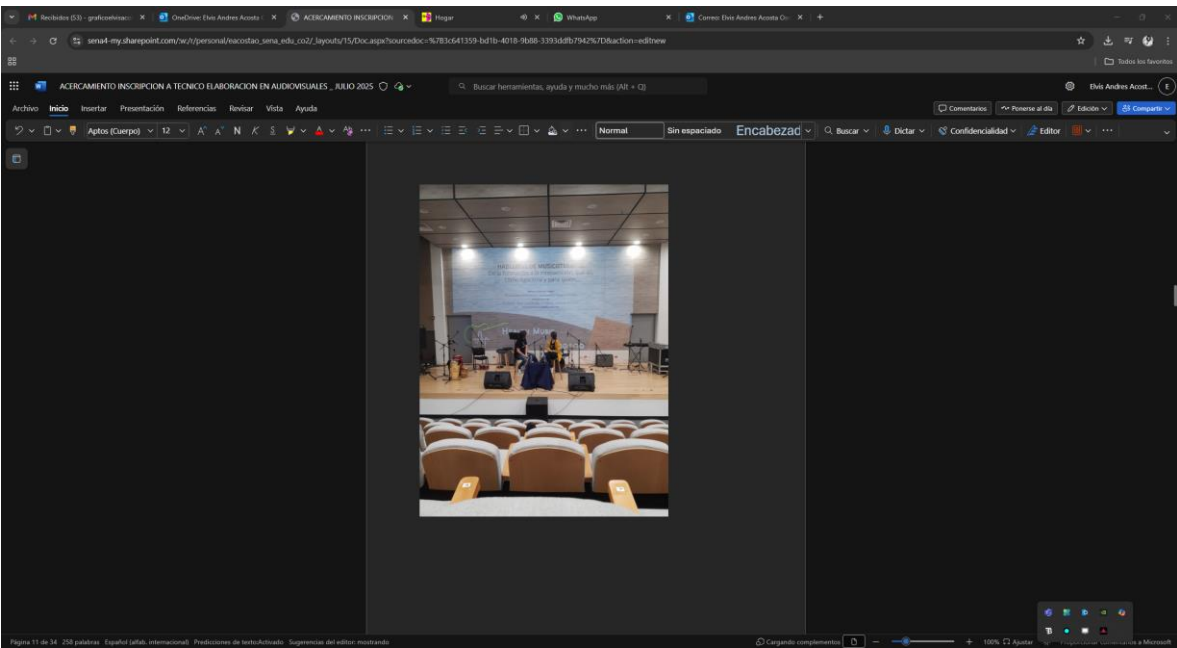 Recibidos (53) - graficoelvisaco
OneDrive: Elvis Andres Acosta
ACERCAMIENTO INSCRIPCION
Hogar
WhatsApp
Correo: Elvis Andres Acosta
sena4-my.sharepoint.com/:w:/r/personal/eacostao_sena_edu_co2/_layouts/15/Doc.aspx?sourcedoc=%7B3c641359-bd1b-4018-9b88-3393ddfb7942%7D&action=editnew
Todos los favoritos
ACERCAMIENTO INSCRIPCION A TECNICO ELABORACION EN AUDIOVISUALES _ JULIO 2025
Buscar herramientas, ayuda y mucho más (Alt + Q)
Elvis Andres Acost... E
Archivo Inicio Insertar Presentación Referencias Revisar Vista Ayuda
Comentarios Ponerse al día Edición Compartir
Aptos (Cuerpo) 12 N K S Normal Sin espaciado Encabezad Buscar Dictar Confidencialidad Editor
Página 11 de 34 258 palabras Español (alfab. internacional) Predicciones de texto:Activado Sugerencias del editor: mostrando
Cargando complementos 100% Ajustar
a Microsoft